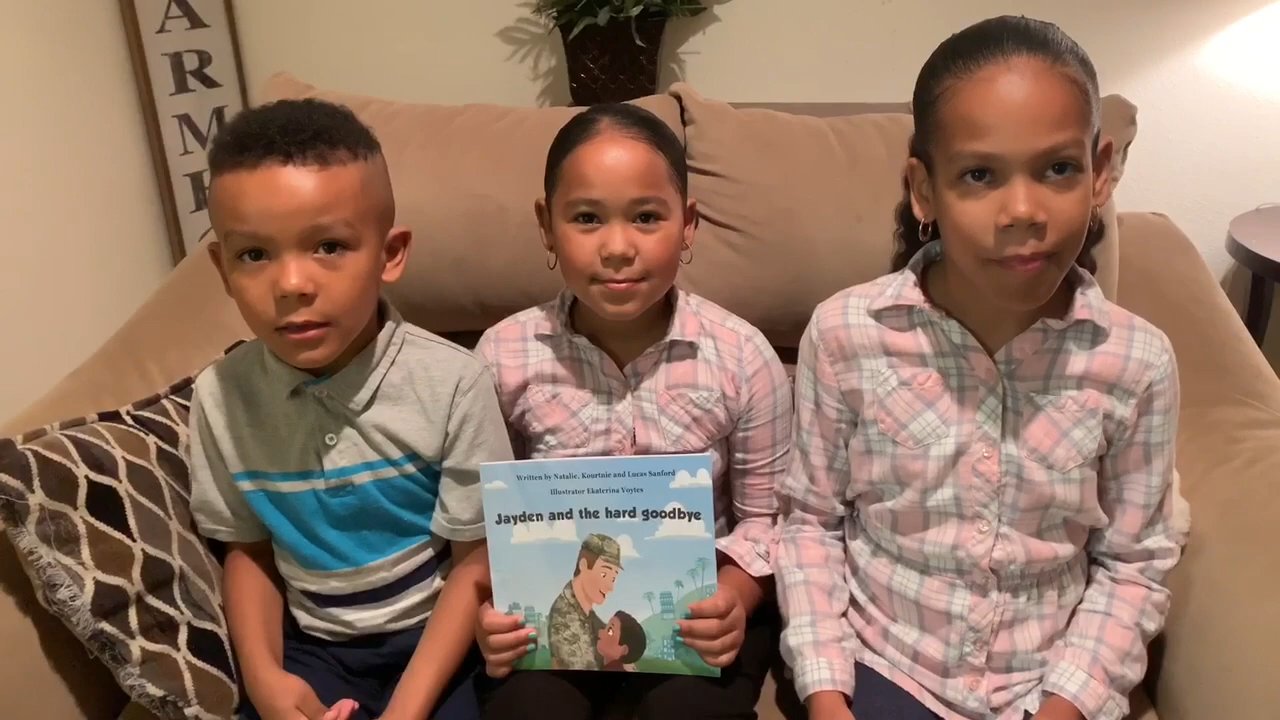 A
R
M
Written by Natalie, Kourtnie and Lucas Sanford
Illustrator Ekaterina Voytes
Jayden and the hard goodbye